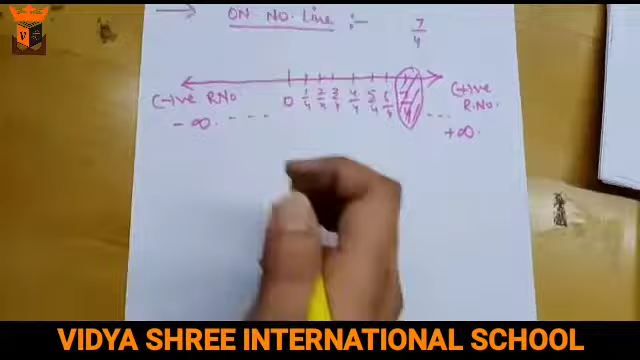 ON NO. Line :-
7/4
(-)ve R.No
0 1/4 2/4 3/4 4/4 5/4 6/4 7/4
(+)ve R.No.
-∞ - - - 
- - - +∞.
VIDYA SHREE INTERNATIONAL SCHOOL